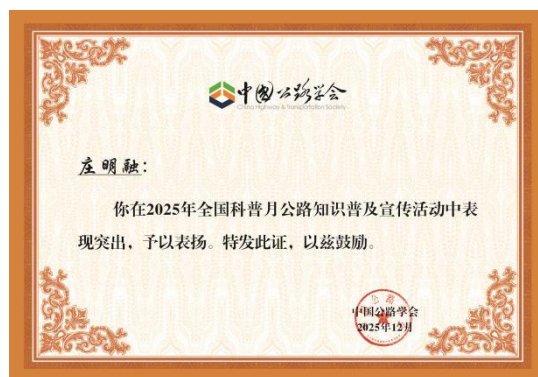 中国公路学会
China Highway & Transportation Society
庄明融：
你在2025年全国科普月公路知识普及宣传活动中表
现突出，予以表扬。特发此证，以兹鼓励。
中国公路学会
2025年12月